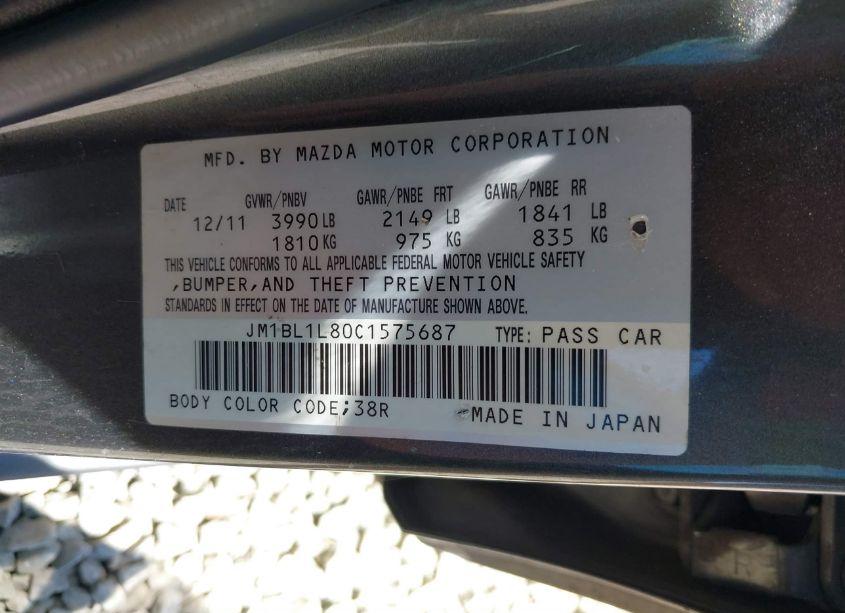 MFD. BY MAZDA MOTOR CORPORATION
DATE GVWR/PNBV GAWR/PNBE FRT GAWR/PNBE RR
12/11 3990 LB 2149 LB 1841 LB
1810 KG 975 KG 835 KG
THIS VEHICLE CONFORMS TO ALL APPLICABLE FEDERAL MOTOR VEHICLE SAFETY
,BUMPER,AND THEFT PREVENTION
STANDARDS IN EFFECT ON THE DATE OF MANUFACTURE SHOWN ABOVE.
JM1BL1L80C1575687 TYPE: PASS CAR
BODY COLOR CODE;38R MADE IN JAPAN